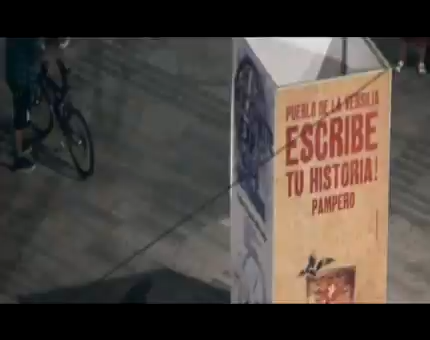 PUEBLO DE LA VERSILIA
ESCRIBE
TU HISTORIA!
PAMPERO